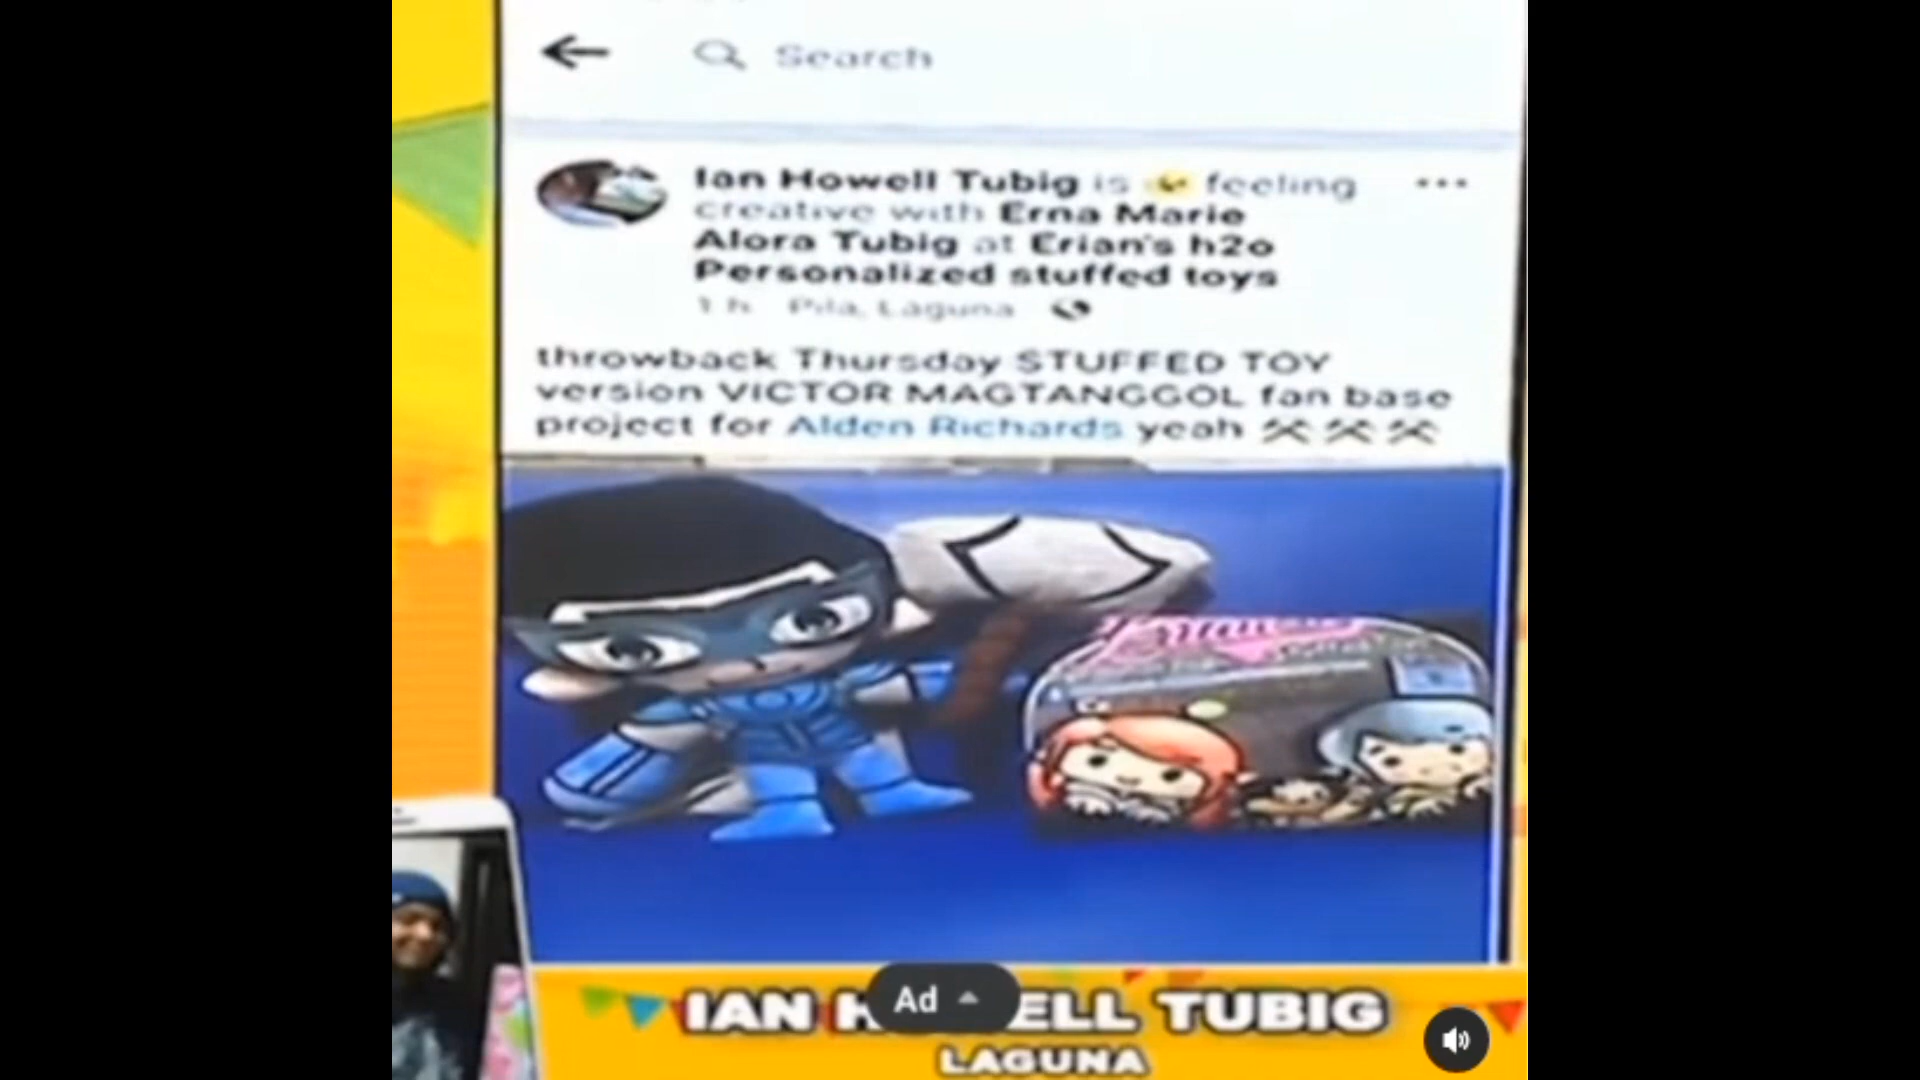 Search
Ian Howell Tubig is feeling
creative with Erna Marie
Alora Tubig at Erian's h2o
Personalized stuffed toys
1 h Pila, Laguna
throwback Thursday STUFFED TOY
version VICTOR MAGTANGGOL fan base
project for Alden Richards yeah ⚒⚒⚒
Ad
IAN H ELL TUBIG
LAGUNA